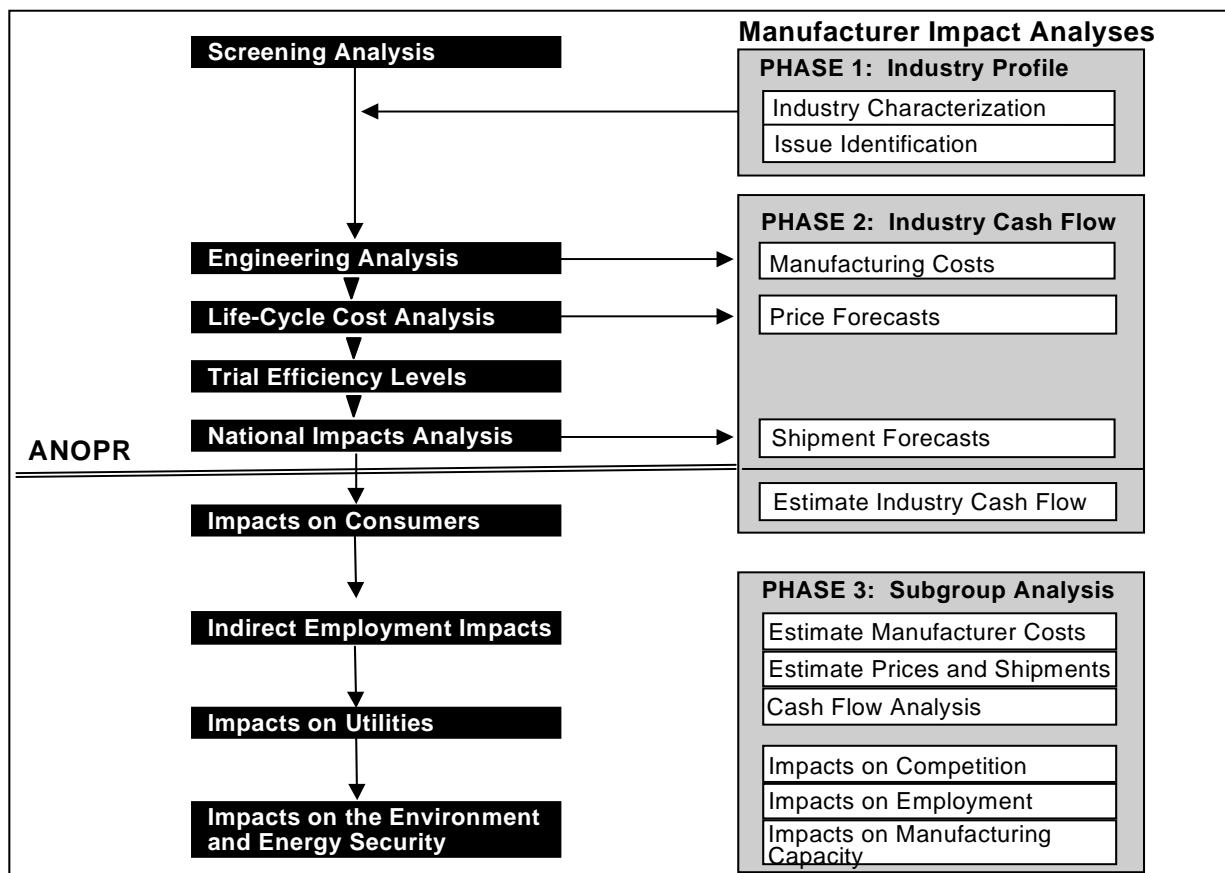 Screening Analysis
Engineering Analysis
Life-Cycle Cost Analysis
Trial Efficiency Levels
National Impacts Analysis
ANOPR
Impacts on Consumers
Indirect Employment Impacts
Impacts on Utilities
Impacts on the Environment
and Energy Security
Manufacturer Impact Analyses
PHASE 1: Industry Profile
Industry Characterization
Issue Identification
PHASE 2: Industry Cash Flow
Manufacturing Costs
Price Forecasts
Shipment Forecasts
Estimate Industry Cash Flow
PHASE 3: Subgroup Analysis
Estimate Manufacturer Costs
Estimate Prices and Shipments
Cash Flow Analysis
Impacts on Competition
Impacts on Employment
Impacts on Manufacturing
Capacity